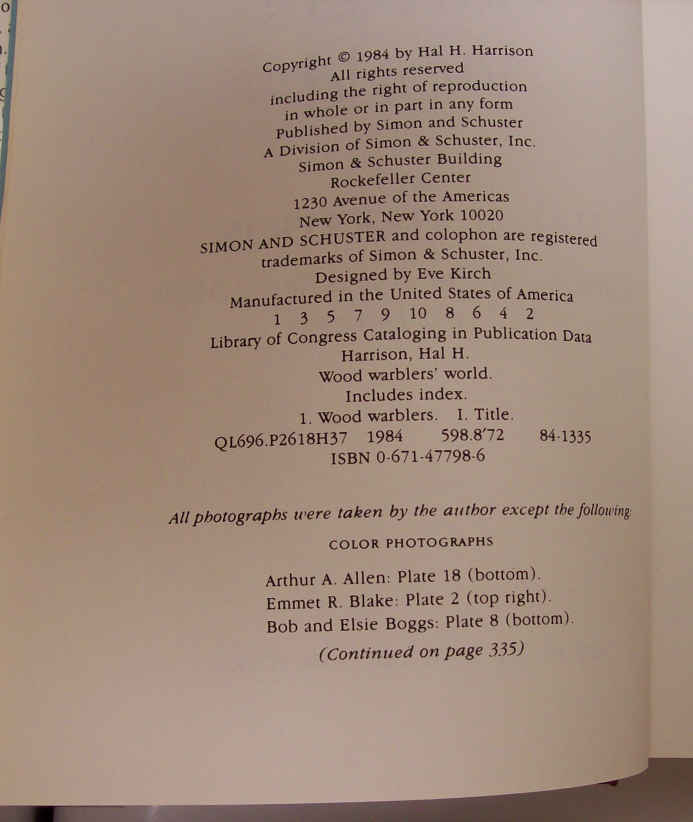 Copyright © 1984 by Hal H. Harrison
All rights reserved
including the right of reproduction
in whole or in part in any form
Published by Simon and Schuster
A Division of Simon & Schuster, Inc.
Simon & Schuster Building
Rockefeller Center
1230 Avenue of the Americas
New York, New York 10020
SIMON AND SCHUSTER and colophon are registered
trademarks of Simon & Schuster, Inc.
Designed by Eve Kirch
Manufactured in the United States of America
1 3 5 7 9 10 8 6 4 2
Library of Congress Cataloging in Publication Data
Harrison, Hal H.
Wood warblers' world.
Includes index.
1. Wood warblers. I. Title.
QL696.P2618H37 1984 598.8'72 84-1335
ISBN 0-671-47798-6
All photographs were taken by the author except the following:
COLOR PHOTOGRAPHS
Arthur A. Allen: Plate 18 (bottom).
Emmet R. Blake: Plate 2 (top right).
Bob and Elsie Boggs: Plate 8 (bottom).
(Continued on page 335)